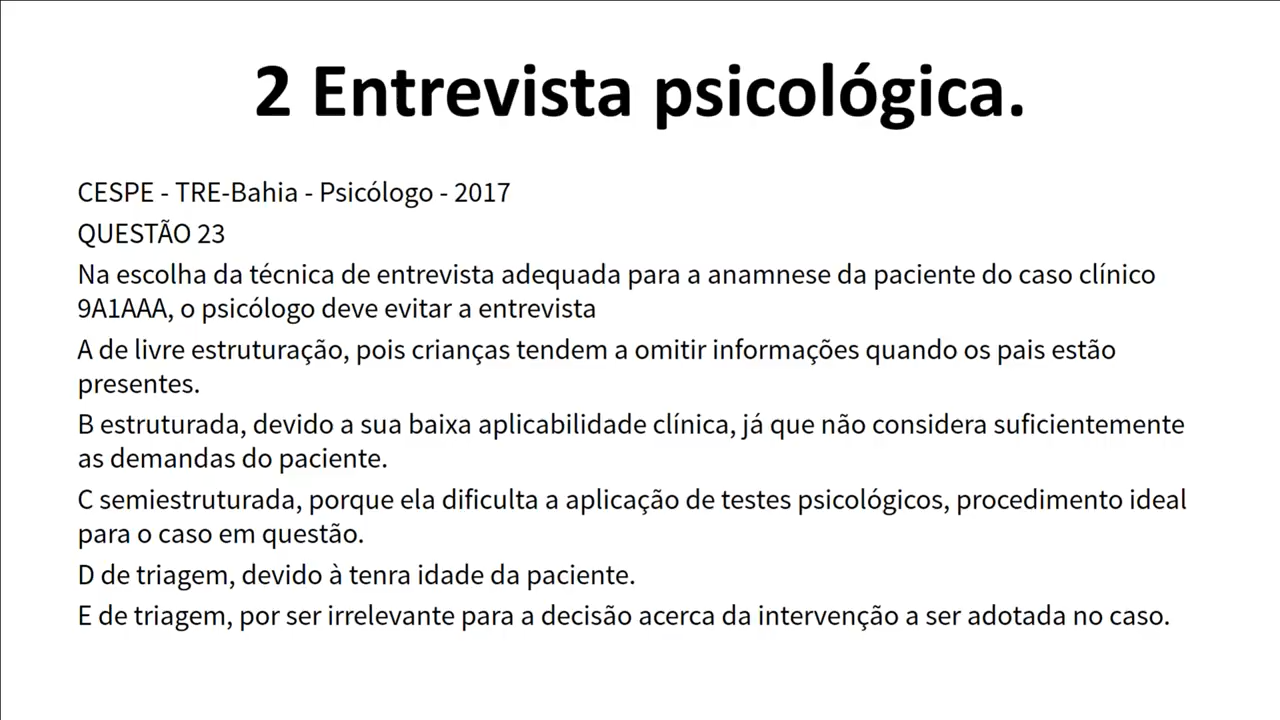 2 Entrevista psicológica.
CESPE - TRE-Bahia - Psicólogo - 2017
QUESTÃO 23
Na escolha da técnica de entrevista adequada para a anamnese da paciente do caso clínico
9A1AAA, o psicólogo deve evitar a entrevista
A de livre estruturação, pois crianças tendem a omitir informações quando os pais estão
presentes.
B estruturada, devido a sua baixa aplicabilidade clínica, já que não considera suficientemente
as demandas do paciente.
C semiestruturada, porque ela dificulta a aplicação de testes psicológicos, procedimento ideal
para o caso em questão.
D de triagem, devido à tenra idade da paciente.
E de triagem, por ser irrelevante para a decisão acerca da intervenção a ser adotada no caso.